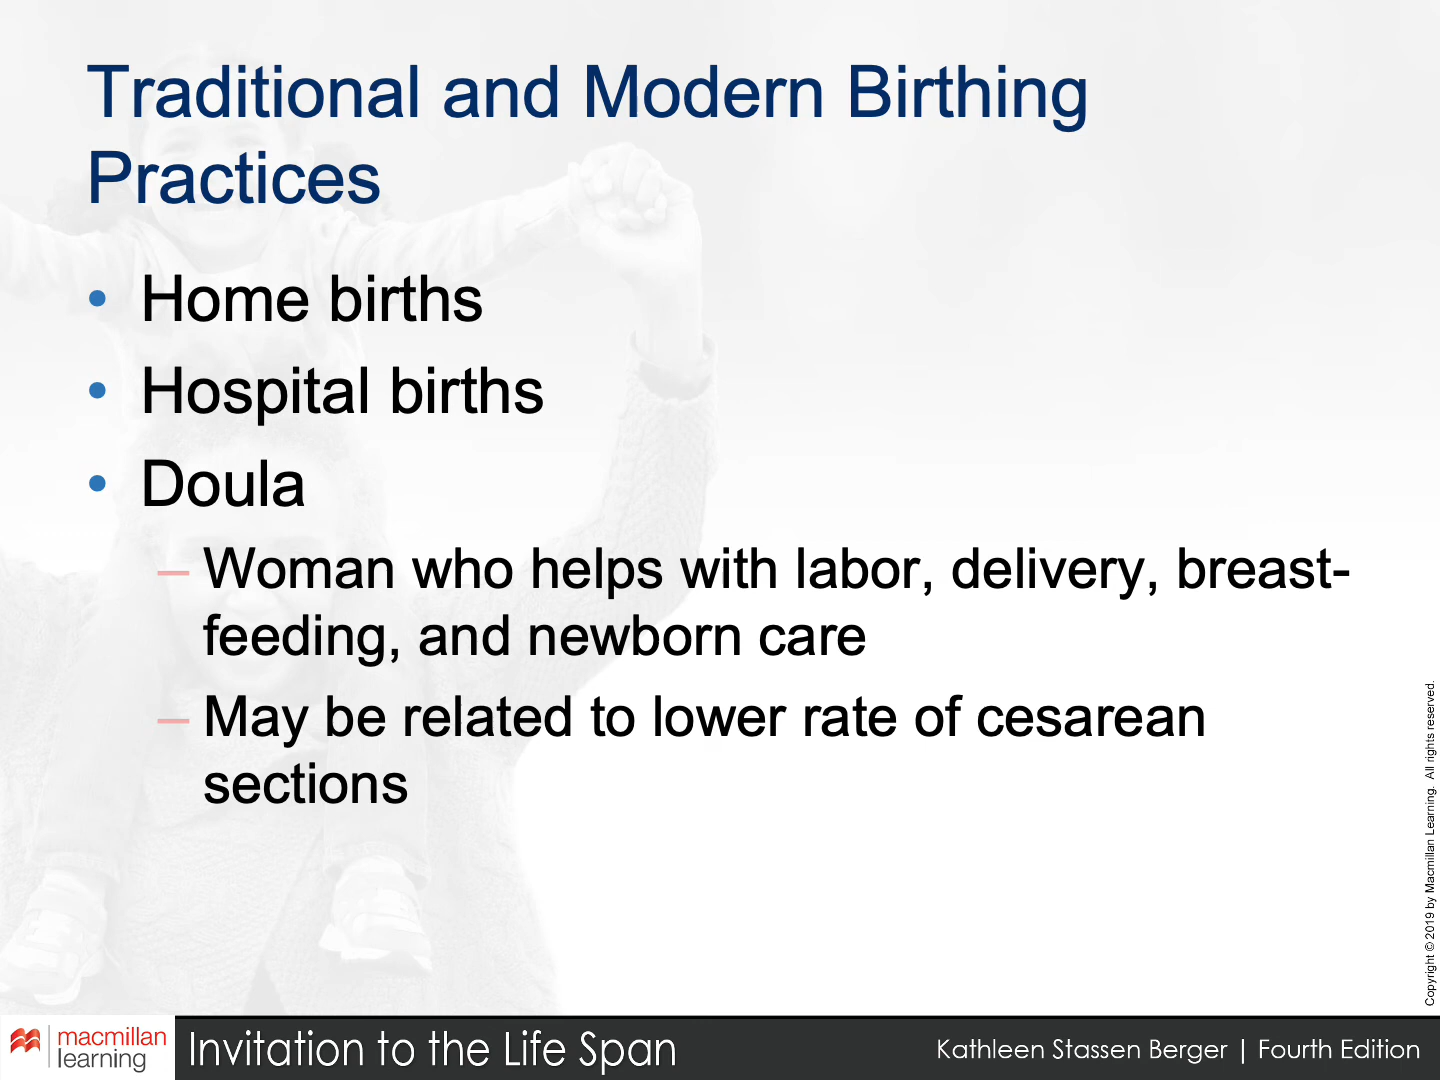 Traditional and Modern Birthing
Practices
• Home births
• Hospital births
• Doula
– Woman who helps with labor, delivery, breast-
feeding, and newborn care
– May be related to lower rate of cesarean
sections
Copyright © 2019 by Macmillan Learning. All rights reserved.
macmillan
learning
Invitation to the Life Span
Kathleen Stassen Berger | Fourth Edition